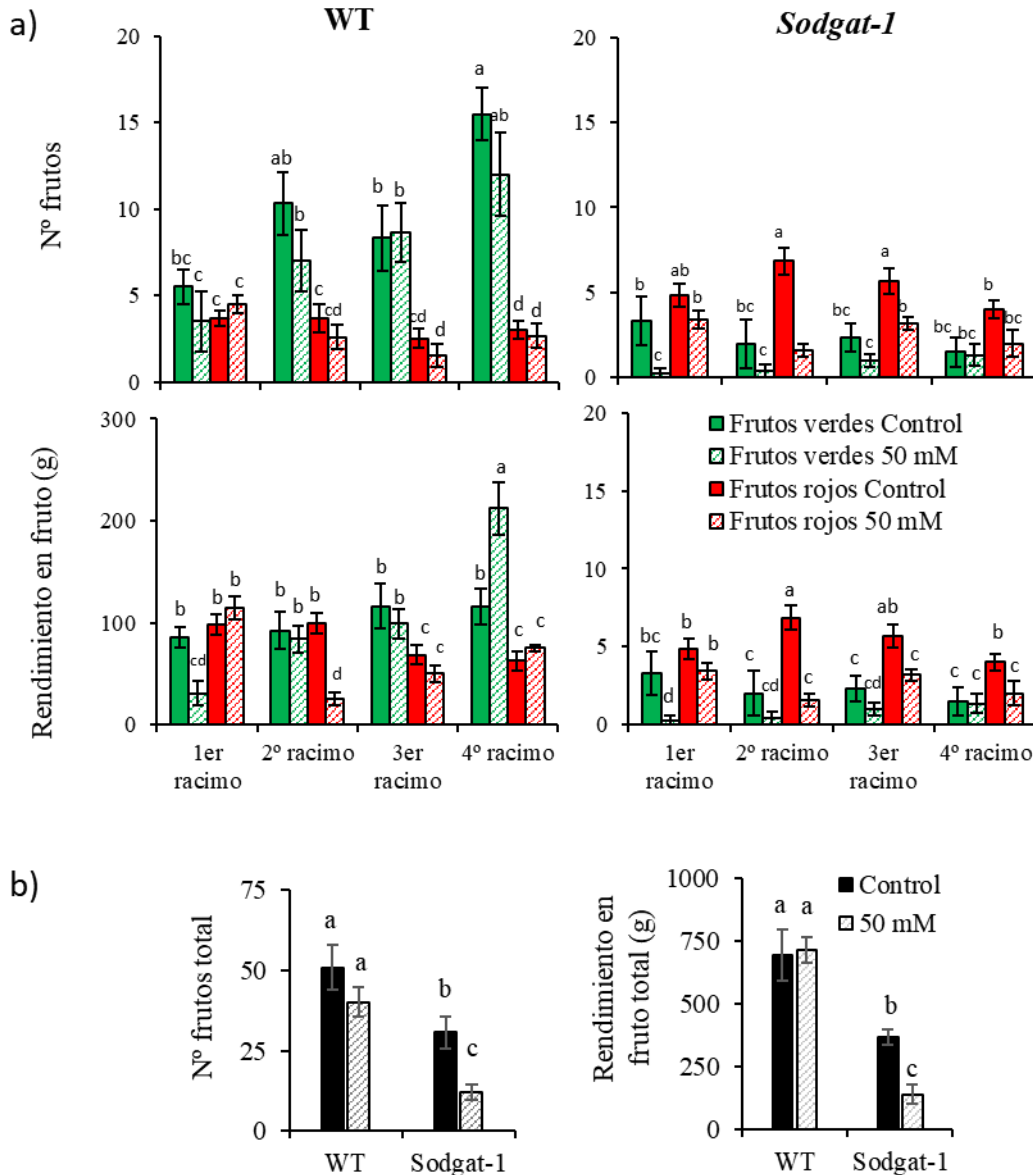 a)
WT
Sodgat-1
Nº frutos
20
15
10
5
0
bc
c
c
c
ab
b
c
cd
b
b
cd
d
a
ab
d
d
20
15
10
5
0
b
c
ab
b
bc
c
a
bc
c
a
b
bc
bc
b
bc
Rendimiento en fruto (g)
300
200
100
0
b
cd
b
b
b
b
b
c
b
b
c
c
b
a
c
c
1er racimo
2º racimo
3er racimo
4º racimo
20
15
10
5
0
Frutos verdes Control
Frutos verdes 50 mM
Frutos rojos Control
Frutos rojos 50 mM
bc
d
b
b
c
cd
a
c
c
cd
ab
b
c
c
b
c
1er racimo
2º racimo
3er racimo
4º racimo
b)
Nº frutos total
75
50
25
0
a
a
b
c
WT
Sodgat-1
Rendimiento en fruto total (g)
1000
750
500
250
0
Control
50 mM
a
a
b
c
WT
Sodgat-1